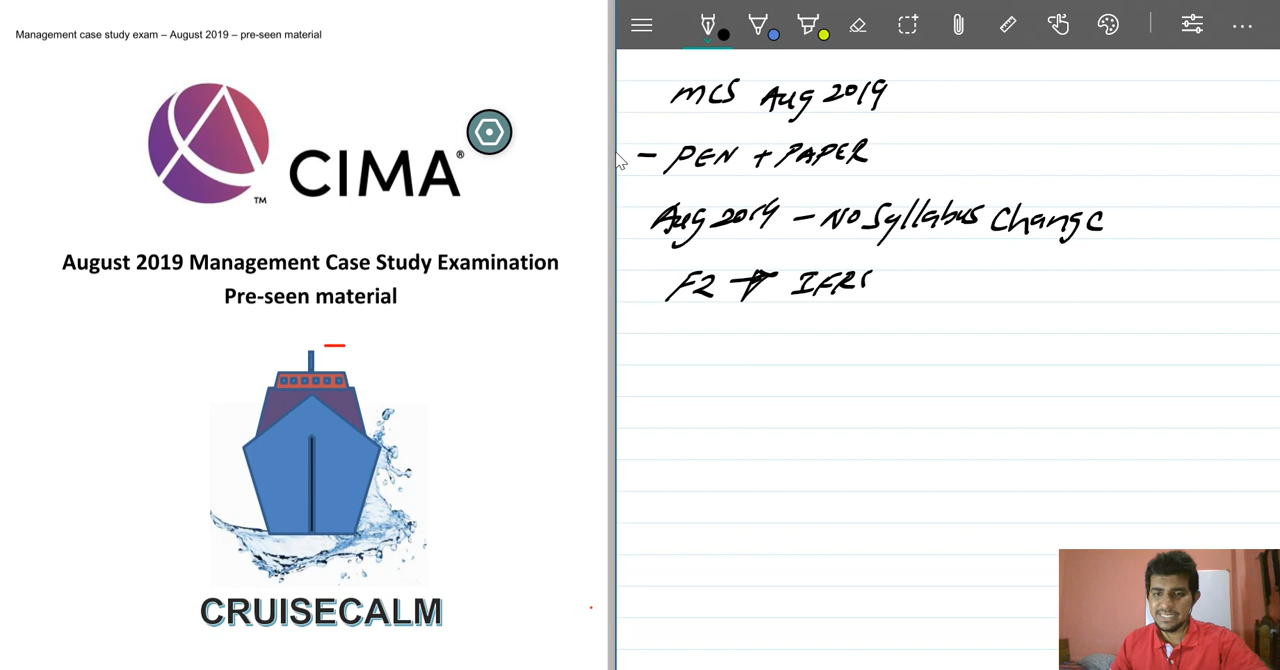 Management case study exam – August 2019 – pre-seen material
CIMA®
TM
August 2019 Management Case Study Examination
Pre-seen material
CRUISECALM
MCS Aug 2019
- PEN + PAPER
Aug 2019 - No Syllabus Change
F2 → IFRS